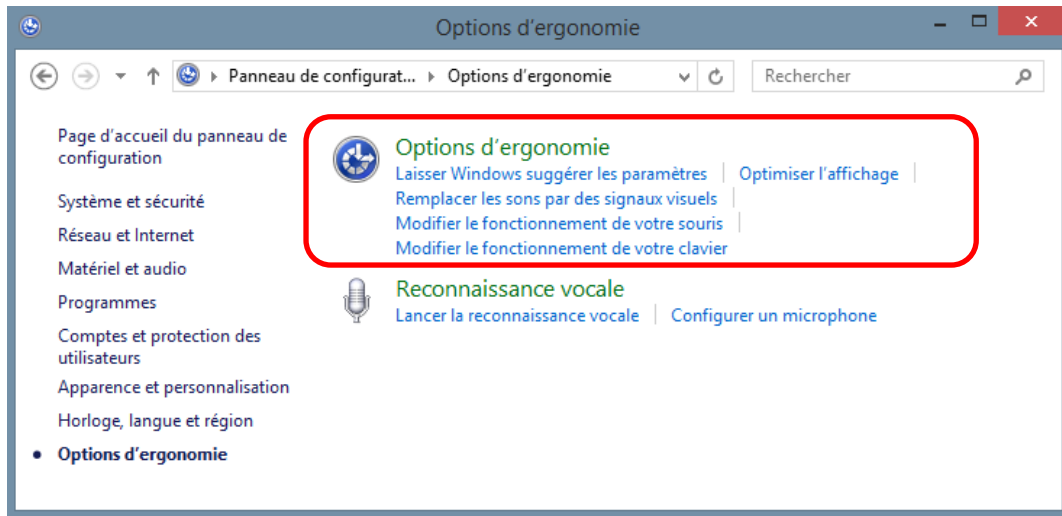 Options d'ergonomie
Panneau de configurat... Options d'ergonomie Rechercher
Page d'accueil du panneau de
configuration
Système et sécurité
Réseau et Internet
Matériel et audio
Programmes
Comptes et protection des
utilisateurs
Apparence et personnalisation
Horloge, langue et région
Options d'ergonomie
Options d'ergonomie
Laisser Windows suggérer les paramètres Optimiser l'affichage
Remplacer les sons par des signaux visuels
Modifier le fonctionnement de votre souris
Modifier le fonctionnement de votre clavier
Reconnaissance vocale
Lancer la reconnaissance vocale Configurer un microphone